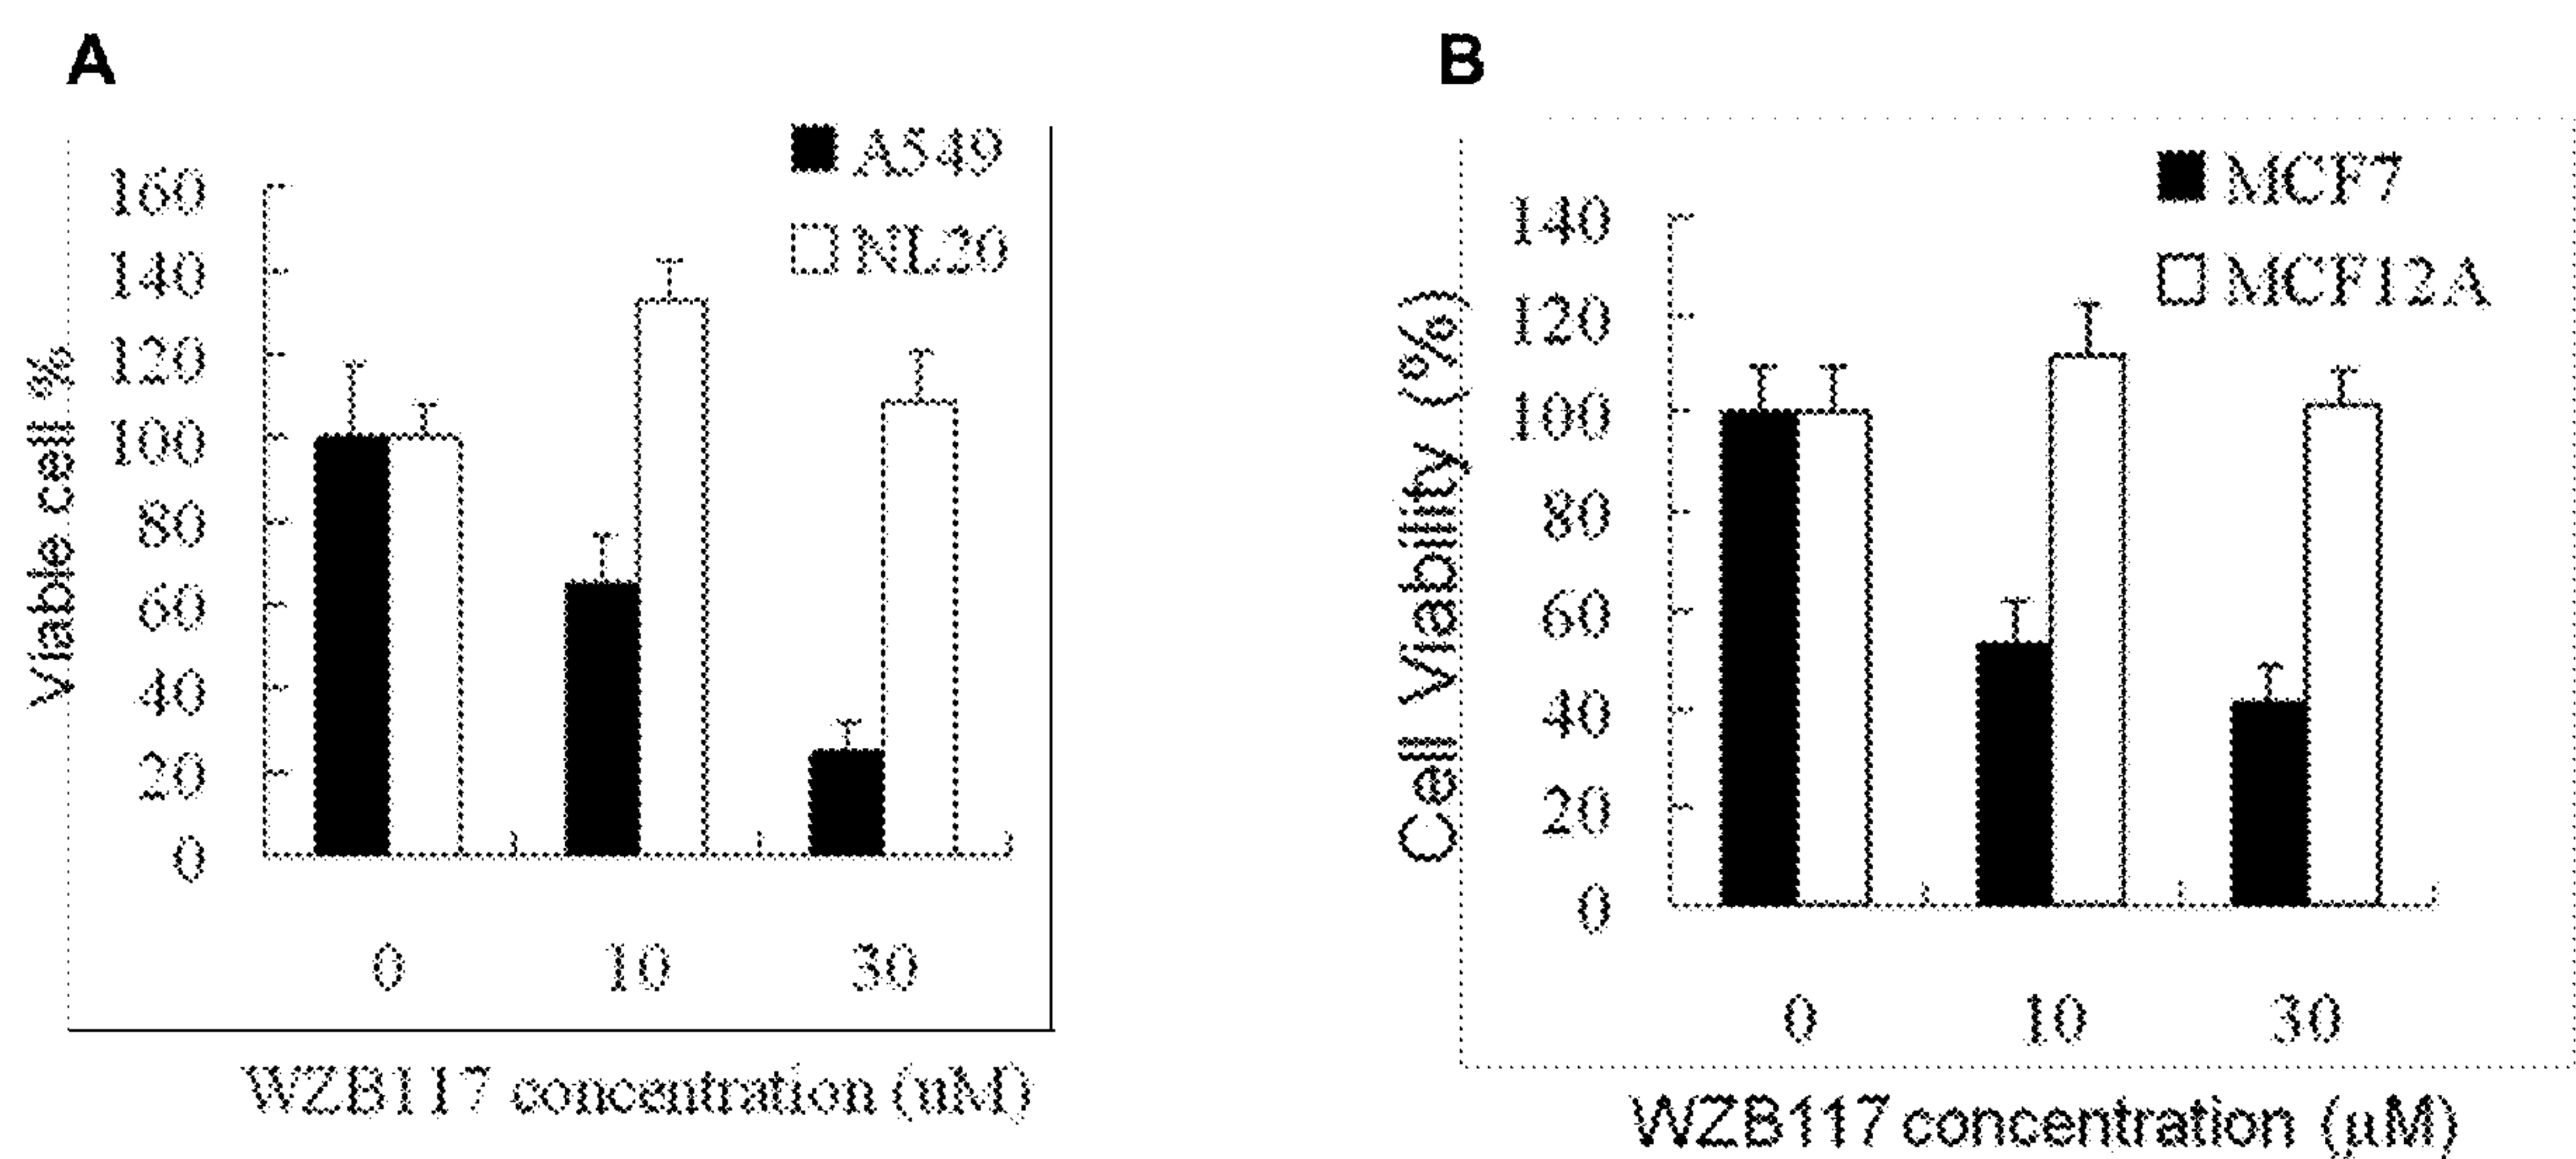 A
A549
NL20
160
140
120
100
80
60
40
20
0
Viable cell %
0 10 30
WZB117 concentration (uM)
B
MCF7
MCF12A
140
120
100
80
60
40
20
0
Cell Viability (%)
0 10 30
WZB117 concentration (μM)